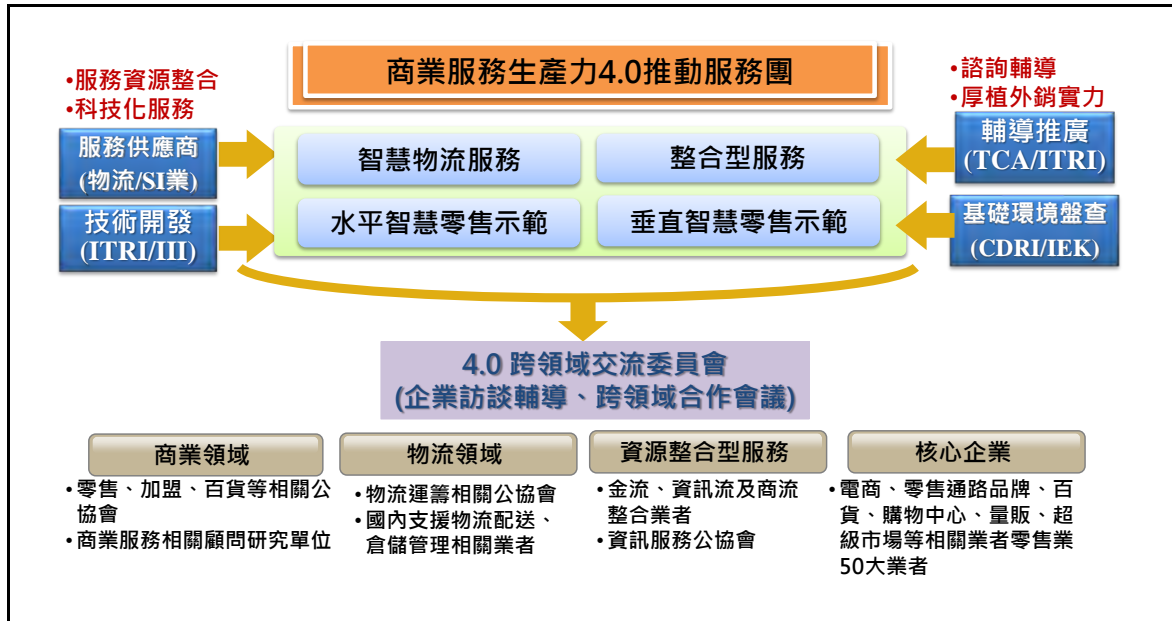 商業服務生產力4.0推動服務團
•服務資源整合
•科技化服務
服務供應商
(物流/SI業)
技術開發
(ITRI/III)
智慧物流服務
整合型服務
水平智慧零售示範
垂直智慧零售示範
•諮詢輔導
•厚植外銷實力
輔導推廣
(TCA/ITRI)
基礎環境盤查
(CDRI/IEK)
4.0 跨領域交流委員會
(企業訪談輔導、跨領域合作會議)
商業領域
•零售、加盟、百貨等相關公
協會
•商業服務相關顧問研究單位
物流領域
•物流運籌相關公協會
•國內支援物流配送、
倉儲管理相關業者
資源整合型服務
•金流、資訊流及商流
整合業者
•資訊服務公協會
核心企業
•電商、零售通路品牌、百
貨、購物中心、量販、超
級市場等相關業者零售業
50大業者